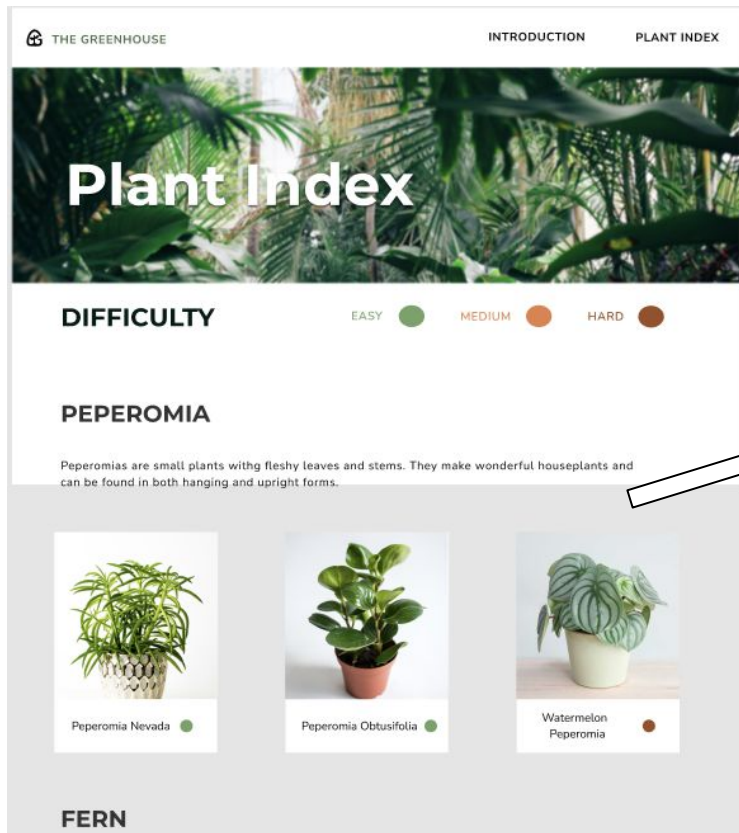 THE GREENHOUSE
INTRODUCTION
PLANT INDEX
Plant Index
DIFFICULTY
EASY
MEDIUM
HARD
PEPEROMIA
Peperomias are small plants withg fleshy leaves and stems. They make wonderful houseplants and
can be found in both hanging and upright forms.
Peperomia Nevada
Peperomia Obtusifolia
Watermelon
Peperomia
FERN